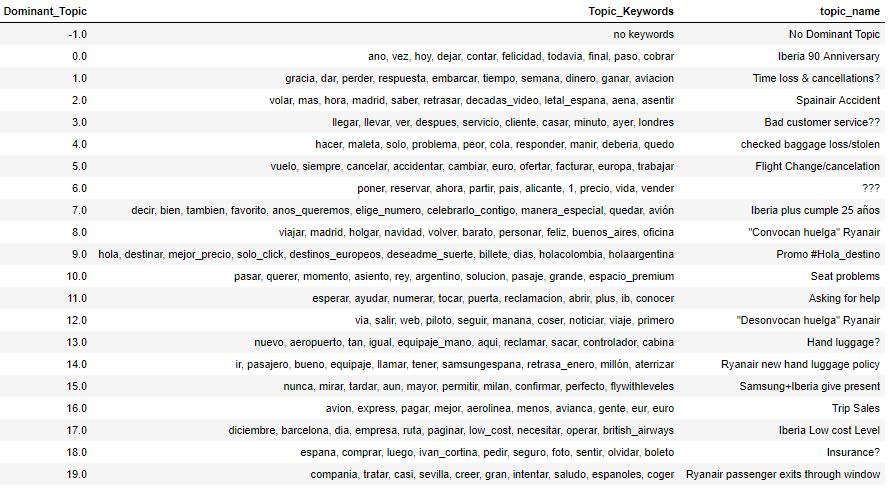 Dominant_Topic Topic_Keywords topic_name
-1.0 no keywords No Dominant Topic
0.0 ano, vez, hoy, dejar, contar, felicidad, todavia, final, paso, cobrar Iberia 90 Anniversary
1.0 gracia, dar, perder, respuesta, embarcar, tiempo, semana, dinero, ganar, aviacion Time loss & cancellations?
2.0 volar, mas, hora, madrid, saber, retrasar, decadas_video, letal_espana, aena, asentir Spainair Accident
3.0 llegar, llevar, ver, despues, servicio, cliente, casar, minuto, ayer, londres Bad customer service??
4.0 hacer, maleta, solo, problema, peor, cola, responder, manir, deberia, quedo checked baggage loss/stolen
5.0 vuelo, siempre, cancelar, accidentar, cambiar, euro, ofertar, facturar, europa, trabajar Flight Change/cancelation
6.0 poner, reservar, ahora, partir, pais, alicante, 1, precio, vida, vender ???
7.0 decir, bien, tambien, favorito, anos_queremos, elige_numero, celebrarlo_contigo, manera_especial, quedar, avión Iberia plus cumple 25 años
8.0 viajar, madrid, holgar, navidad, volver, barato, personar, feliz, buenos_aires, oficina "Convocan huelga" Ryanair
9.0 hola, destinar, mejor_precio, solo_click, destinos_europeos, deseadme_suerte, billete, dias, holacolombia, holaargentina Promo #Hola_destino
10.0 pasar, querer, momento, asiento, rey, argentino, solucion, pasaje, grande, espacio_premium Seat problems
11.0 esperar, ayudar, numerar, tocar, puerta, reclamacion, abrir, plus, ib, conocer Asking for help
12.0 via, salir, web, piloto, seguir, manana, coser, noticiar, viaje, primero "Desonvocan huelga" Ryanair
13.0 nuevo, aeropuerto, tan, igual, equipaje_mano, aqui, reclamar, sacar, controlador, cabina Hand luggage?
14.0 ir, pasajero, bueno, equipaje, llamar, tener, samsungespana, retrasa_enero, millón, aterrizar Ryanair new hand luggage policy
15.0 nunca, mirar, tardar, aun, mayor, permitir, milan, confirmar, perfecto, flywithleveles Samsung+Iberia give present
16.0 avion, express, pagar, mejor, aerolinea, menos, avianca, gente, eur, euro Trip Sales
17.0 diciembre, barcelona, dia, empresa, ruta, paginar, low_cost, necesitar, operar, british_airways Iberia Low cost Level
18.0 espana, comprar, luego, ivan_cortina, pedir, seguro, foto, sentir, olvidar, boleto Insurance?
19.0 compania, tratar, casi, sevilla, creer, gran, intentar, saludo, espanoles, coger Ryanair passenger exits through window